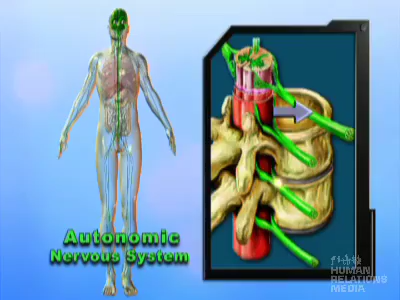 Autonomic
Nervous System
HUMAN
RELATIONS
MEDIA